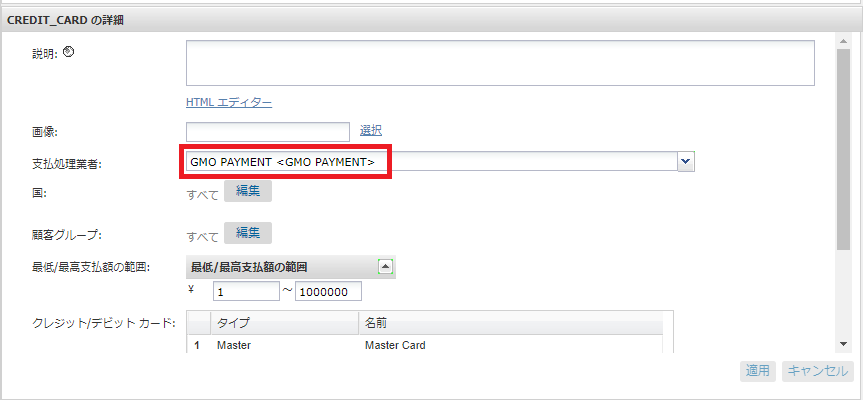 CREDIT_CARD の詳細
説明:
HTML エディター
画像: 選択
支払処理業者: GMO PAYMENT <GMO PAYMENT>
国: すべて 編集
顧客グループ: すべて 編集
最低/最高支払額の範囲: 最低/最高支払額の範囲
¥ 1 ～ 1000000
クレジット/デビット カード: タイプ 名前
1 Master Master Card
適用 キャンセル